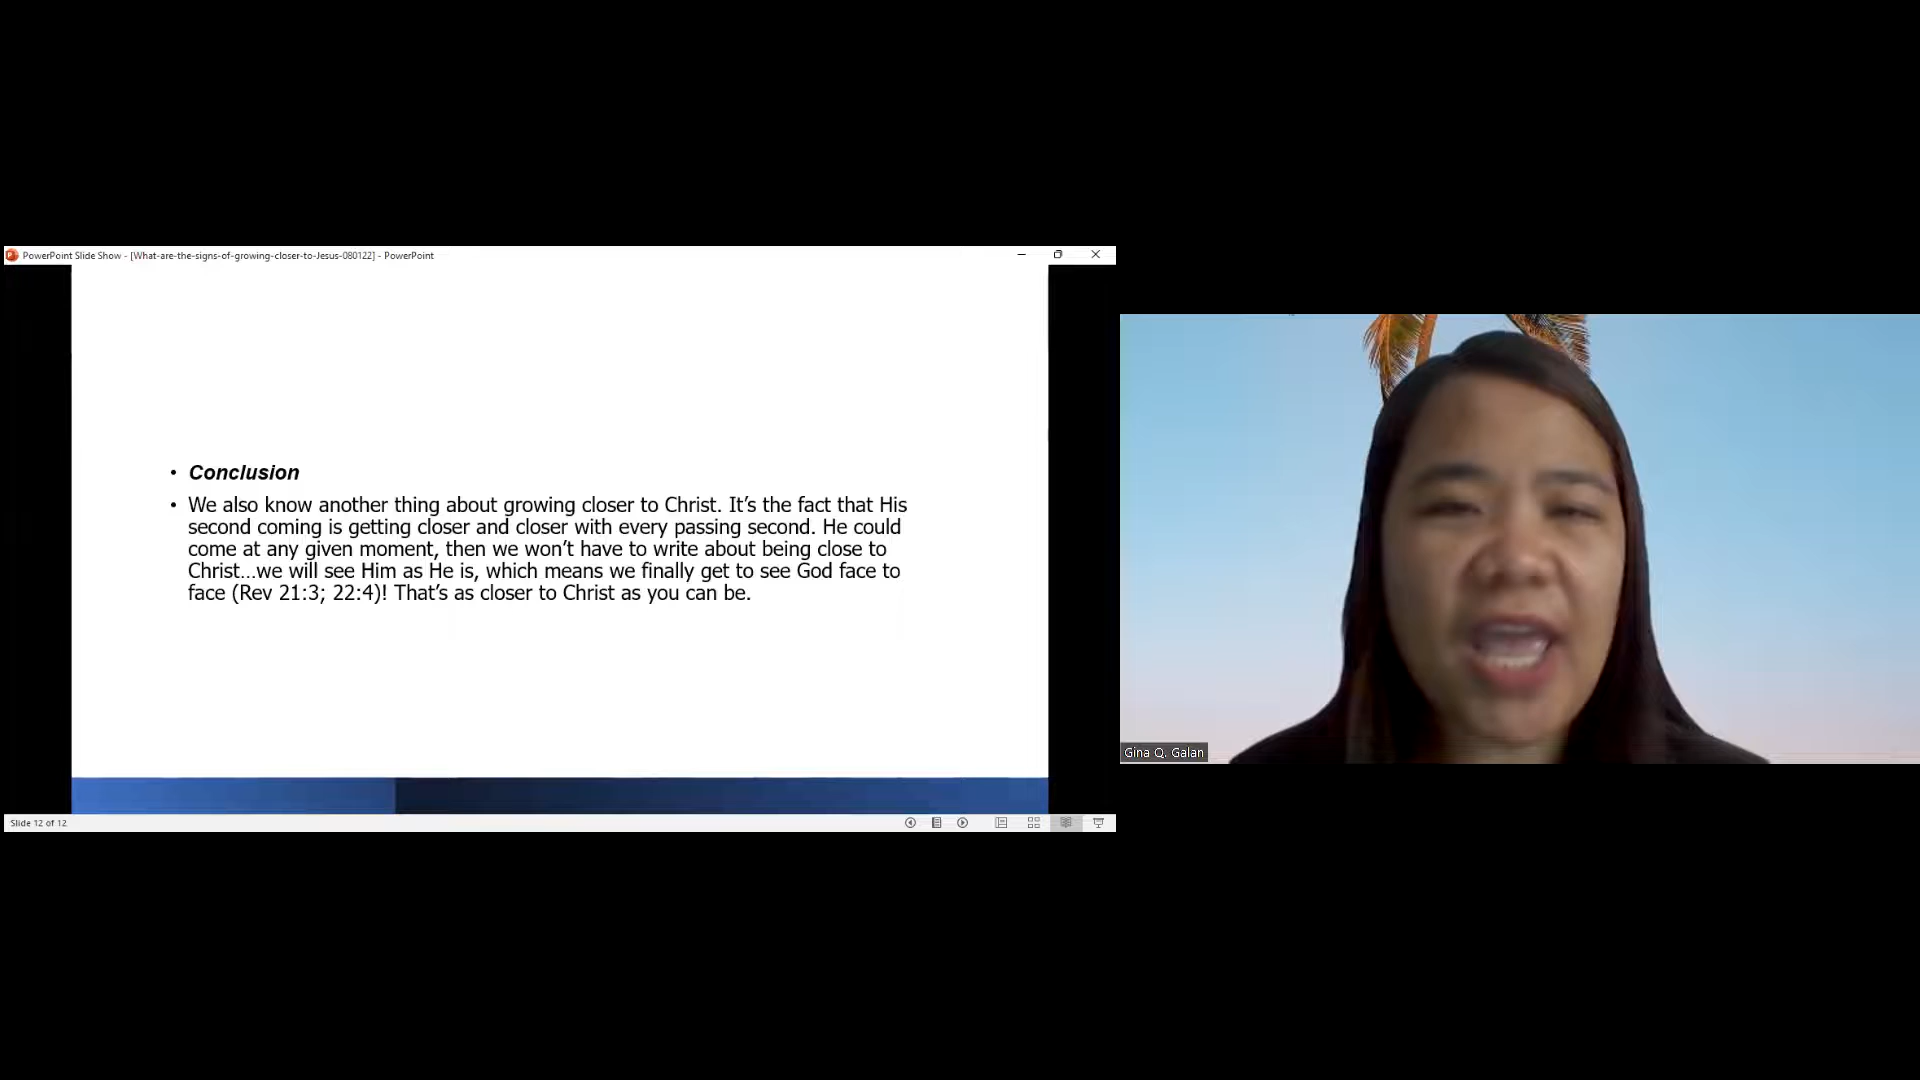 PowerPoint Slide Show - [What-are-the-signs-of-growing-closer-to-Jesus-080122] - PowerPoint
• Conclusion
• We also know another thing about growing closer to Christ. It’s the fact that His
second coming is getting closer and closer with every passing second. He could
come at any given moment, then we won’t have to write about being close to
Christ…we will see Him as He is, which means we finally get to see God face to
face (Rev 21:3; 22:4)! That’s as closer to Christ as you can be.
Slide 12 of 12
Gina Q. Galan